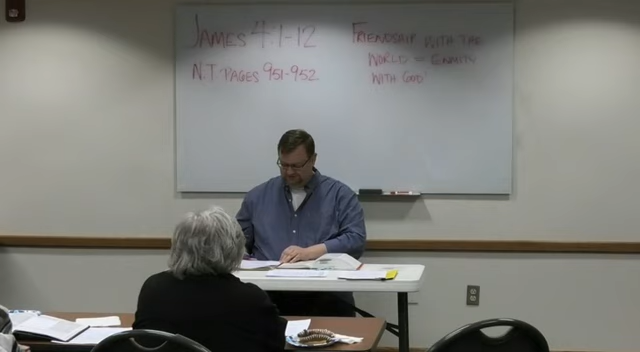 JAMES 4:1-12
N.T. PAGES 951-952
FRIENDSHIP WITH THE
WORLD = ENMITY
WITH GOD